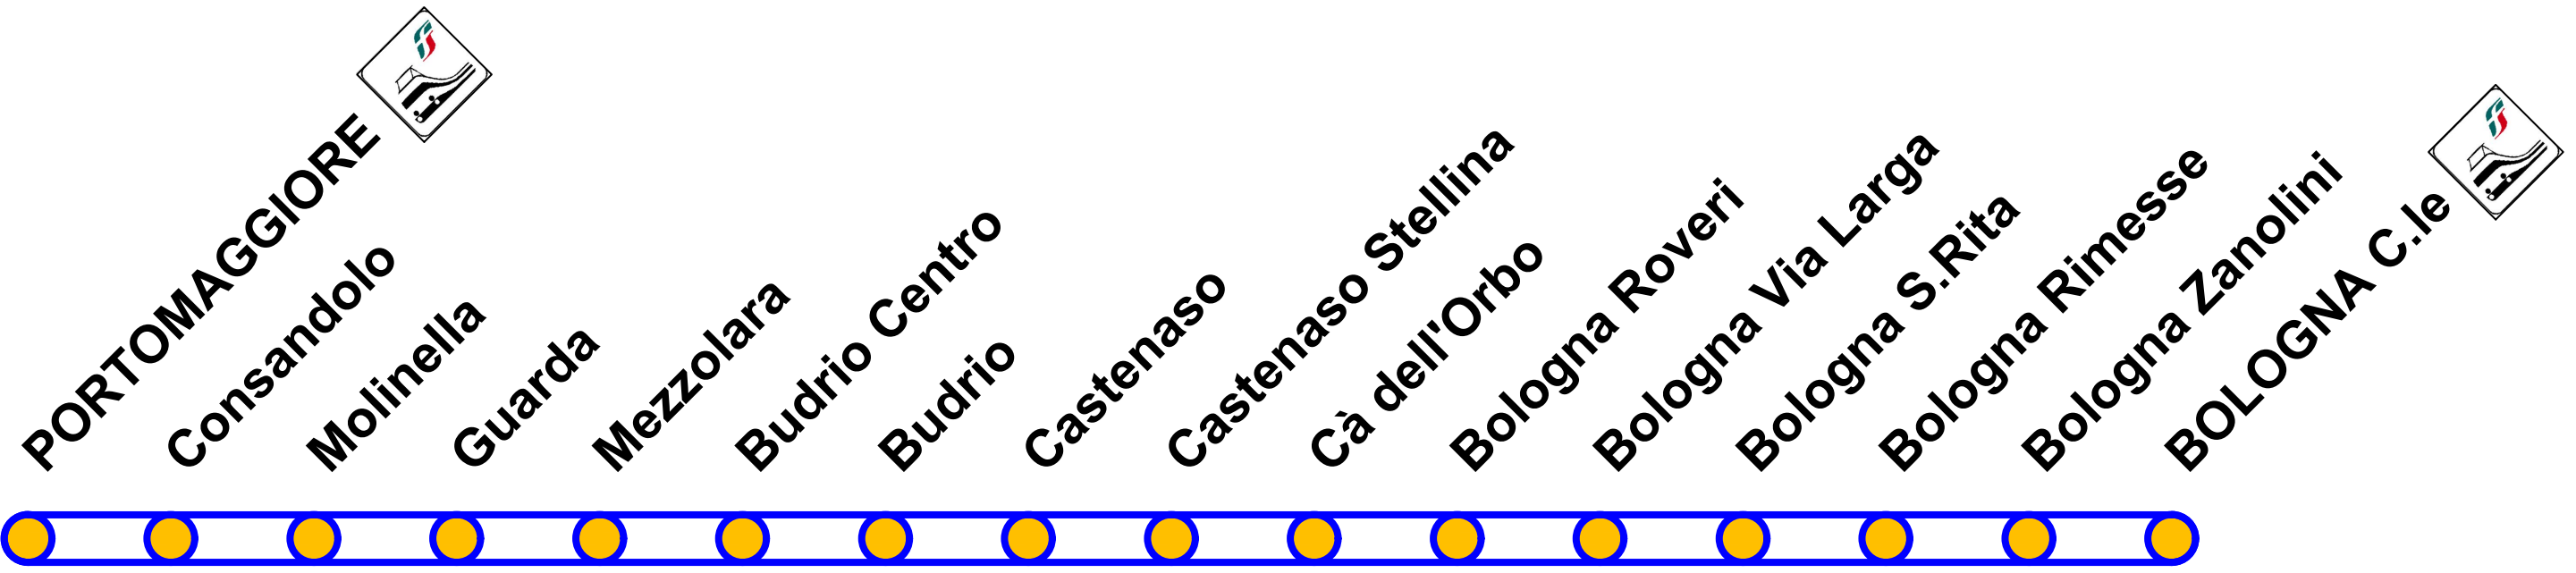 PORTOMAGGIORE
Consandolo
Molinella
Guarda
Mezzolara
Budrio Centro
Budrio
Castenaso
Castenaso Stellina
Cà dell'Orbo
Bologna Roveri
Bologna Via Larga
Bologna S.Rita
Bologna Rimesse
Bologna Zanolini
BOLOGNA C.le